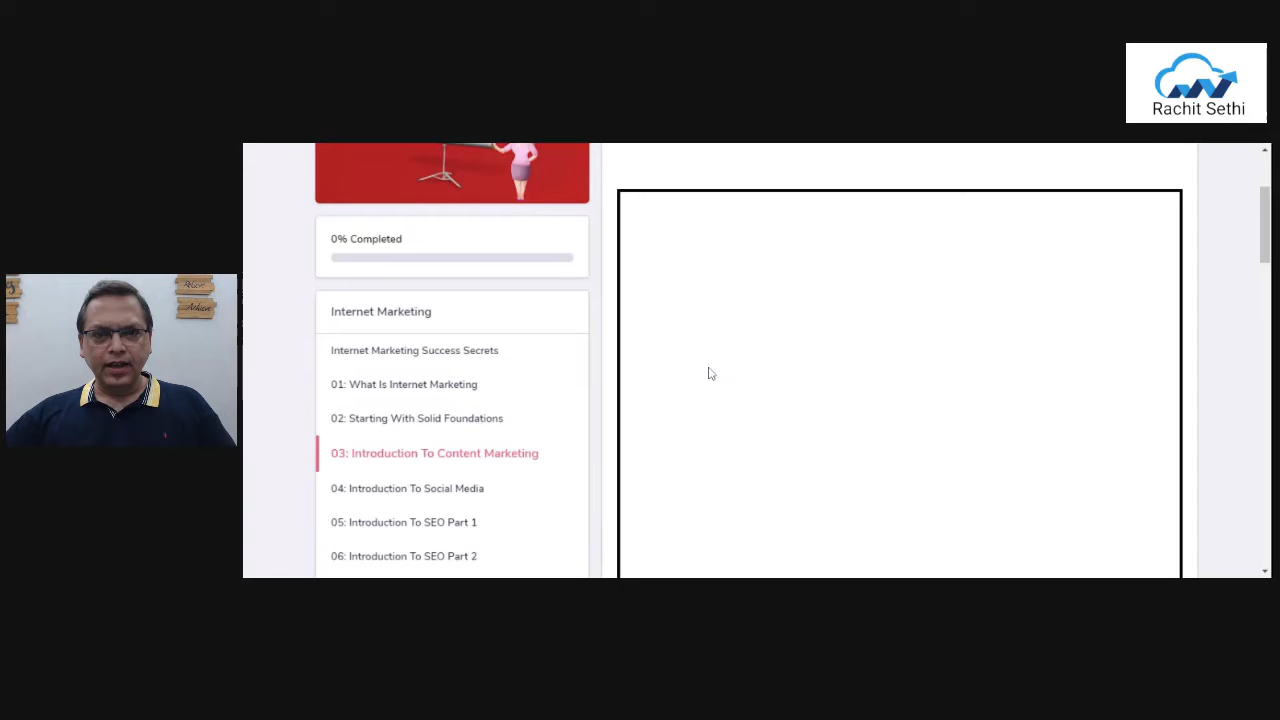 Rachit Sethi
0% Completed
Internet Marketing
Internet Marketing Success Secrets
01: What Is Internet Marketing
02: Starting With Solid Foundations
03: Introduction To Content Marketing
04: Introduction To Social Media
05: Introduction To SEO Part 1
06: Introduction To SEO Part 2